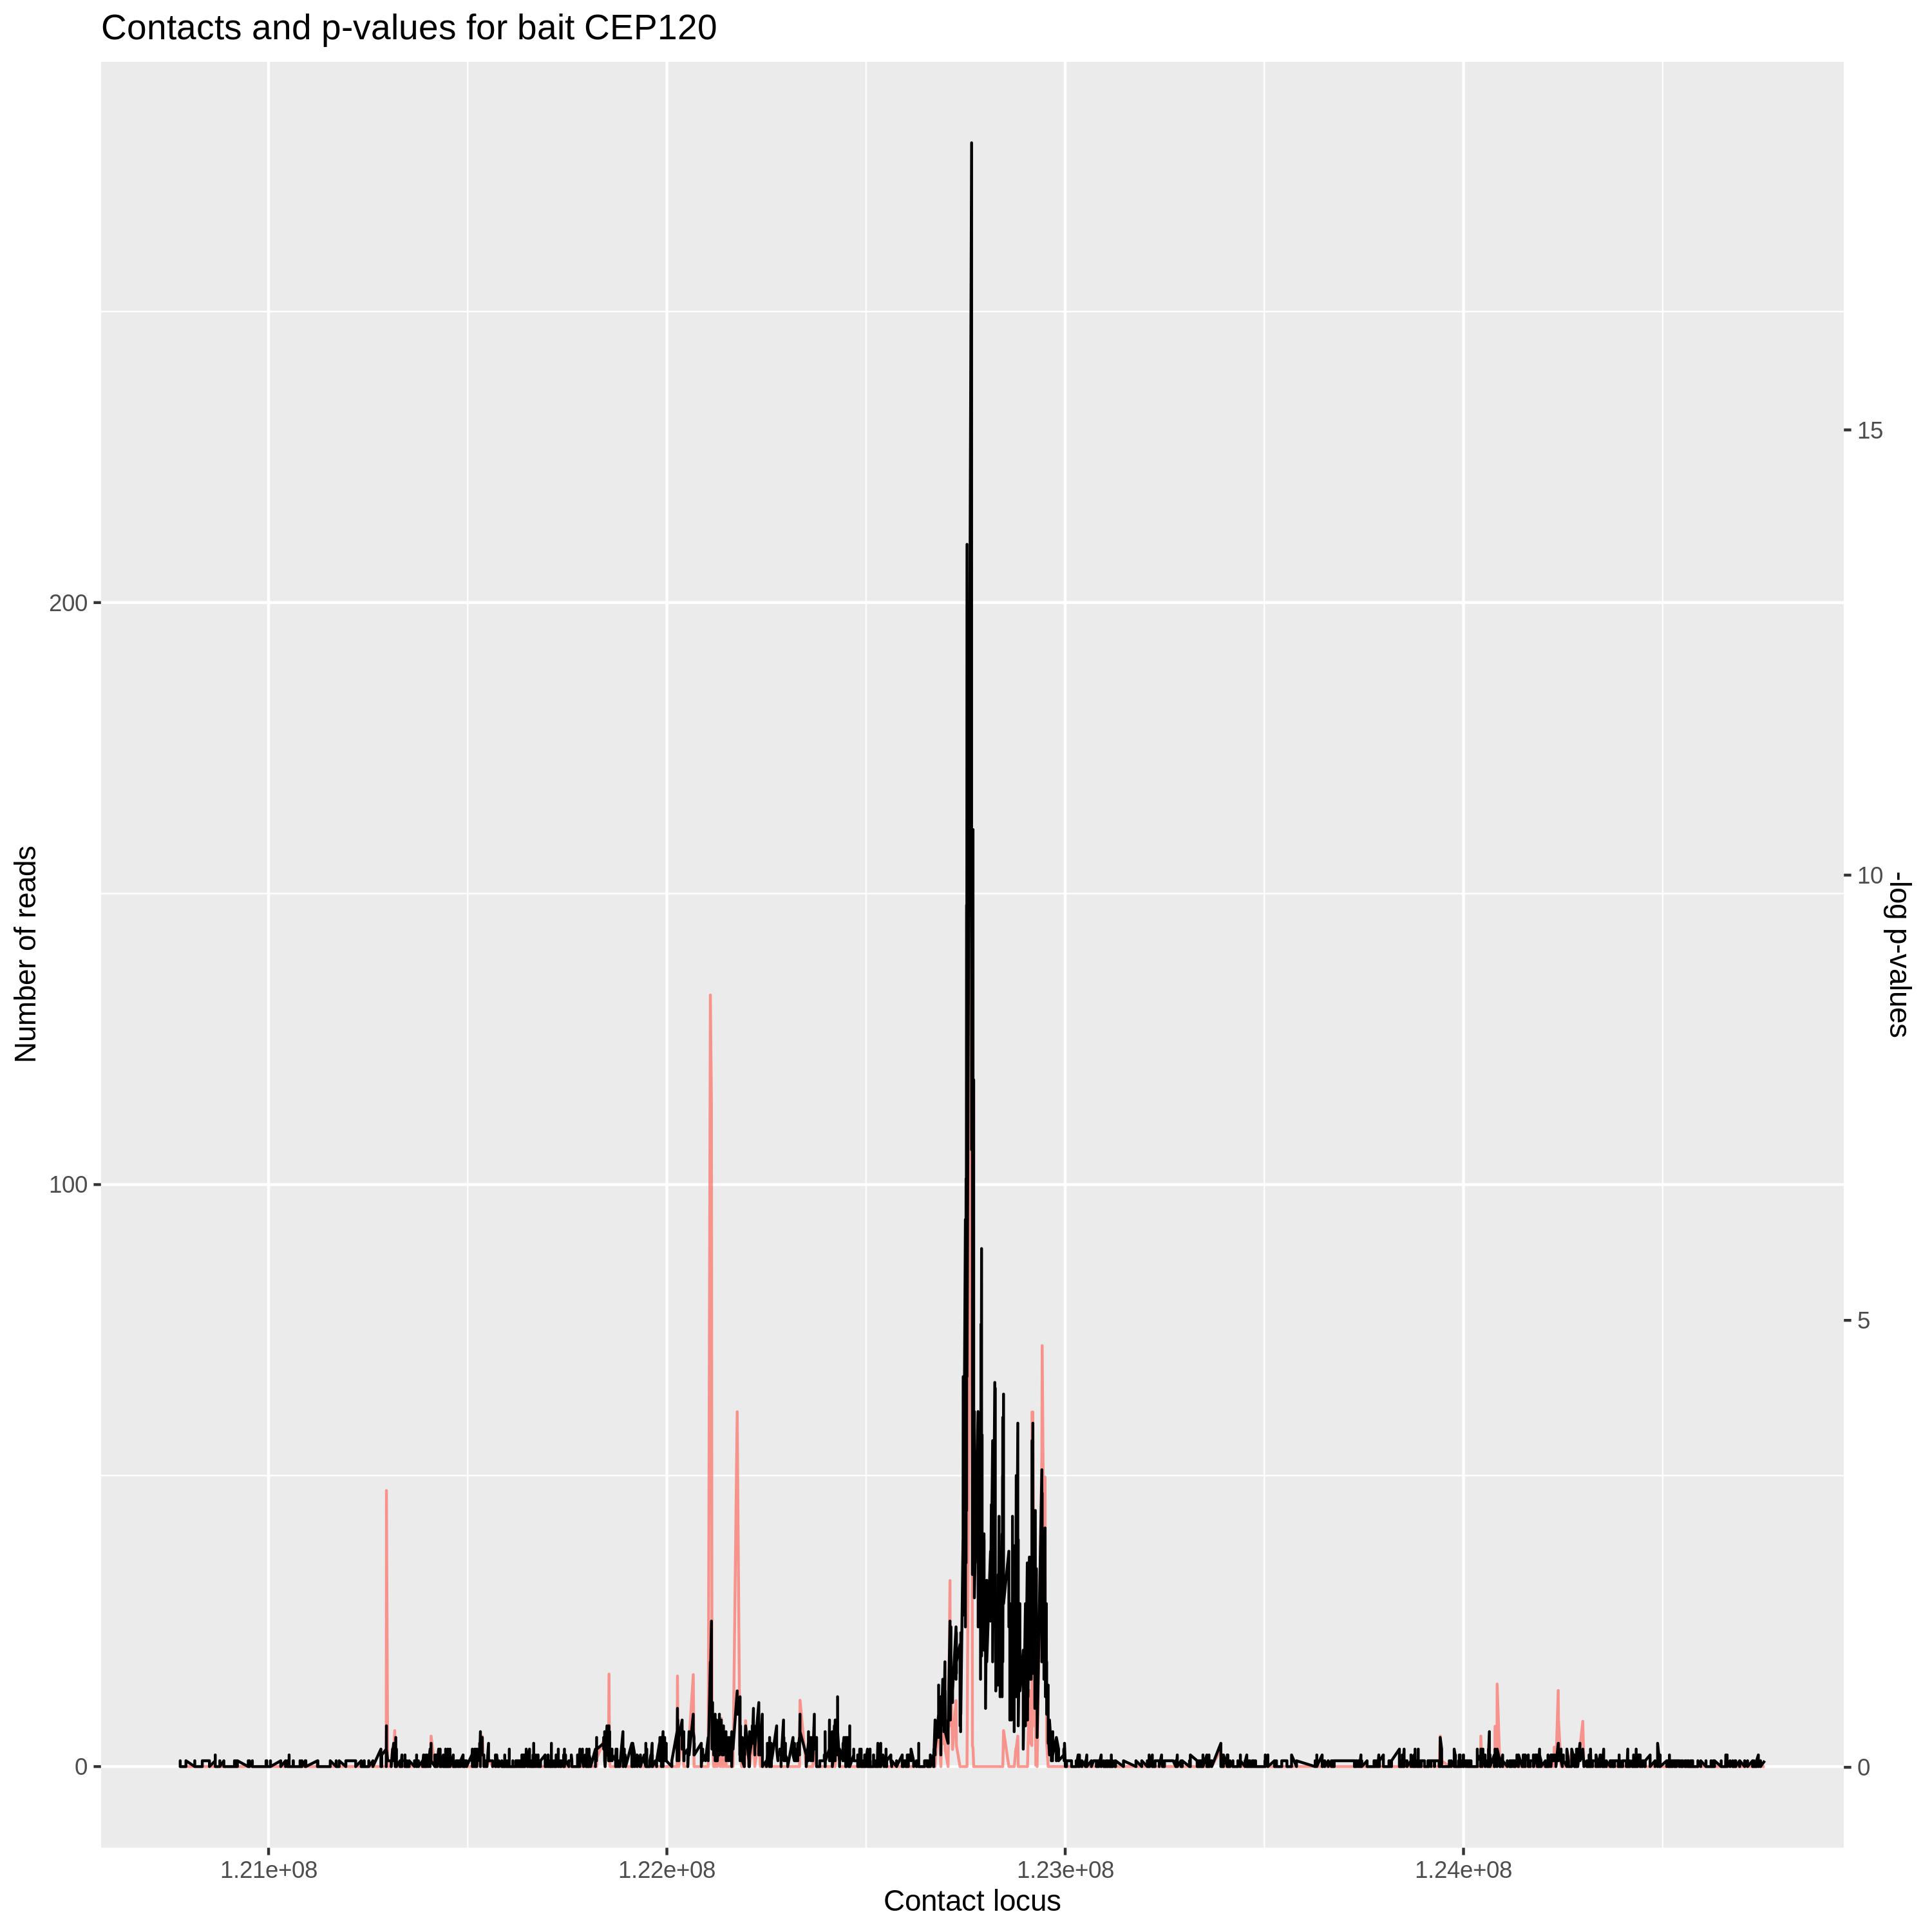 Contacts and p-values for bait CEP120
Number of reads
200
100
0
15
10
5
0
-log p-values
1.21e+08
1.22e+08
1.23e+08
1.24e+08
Contact locus